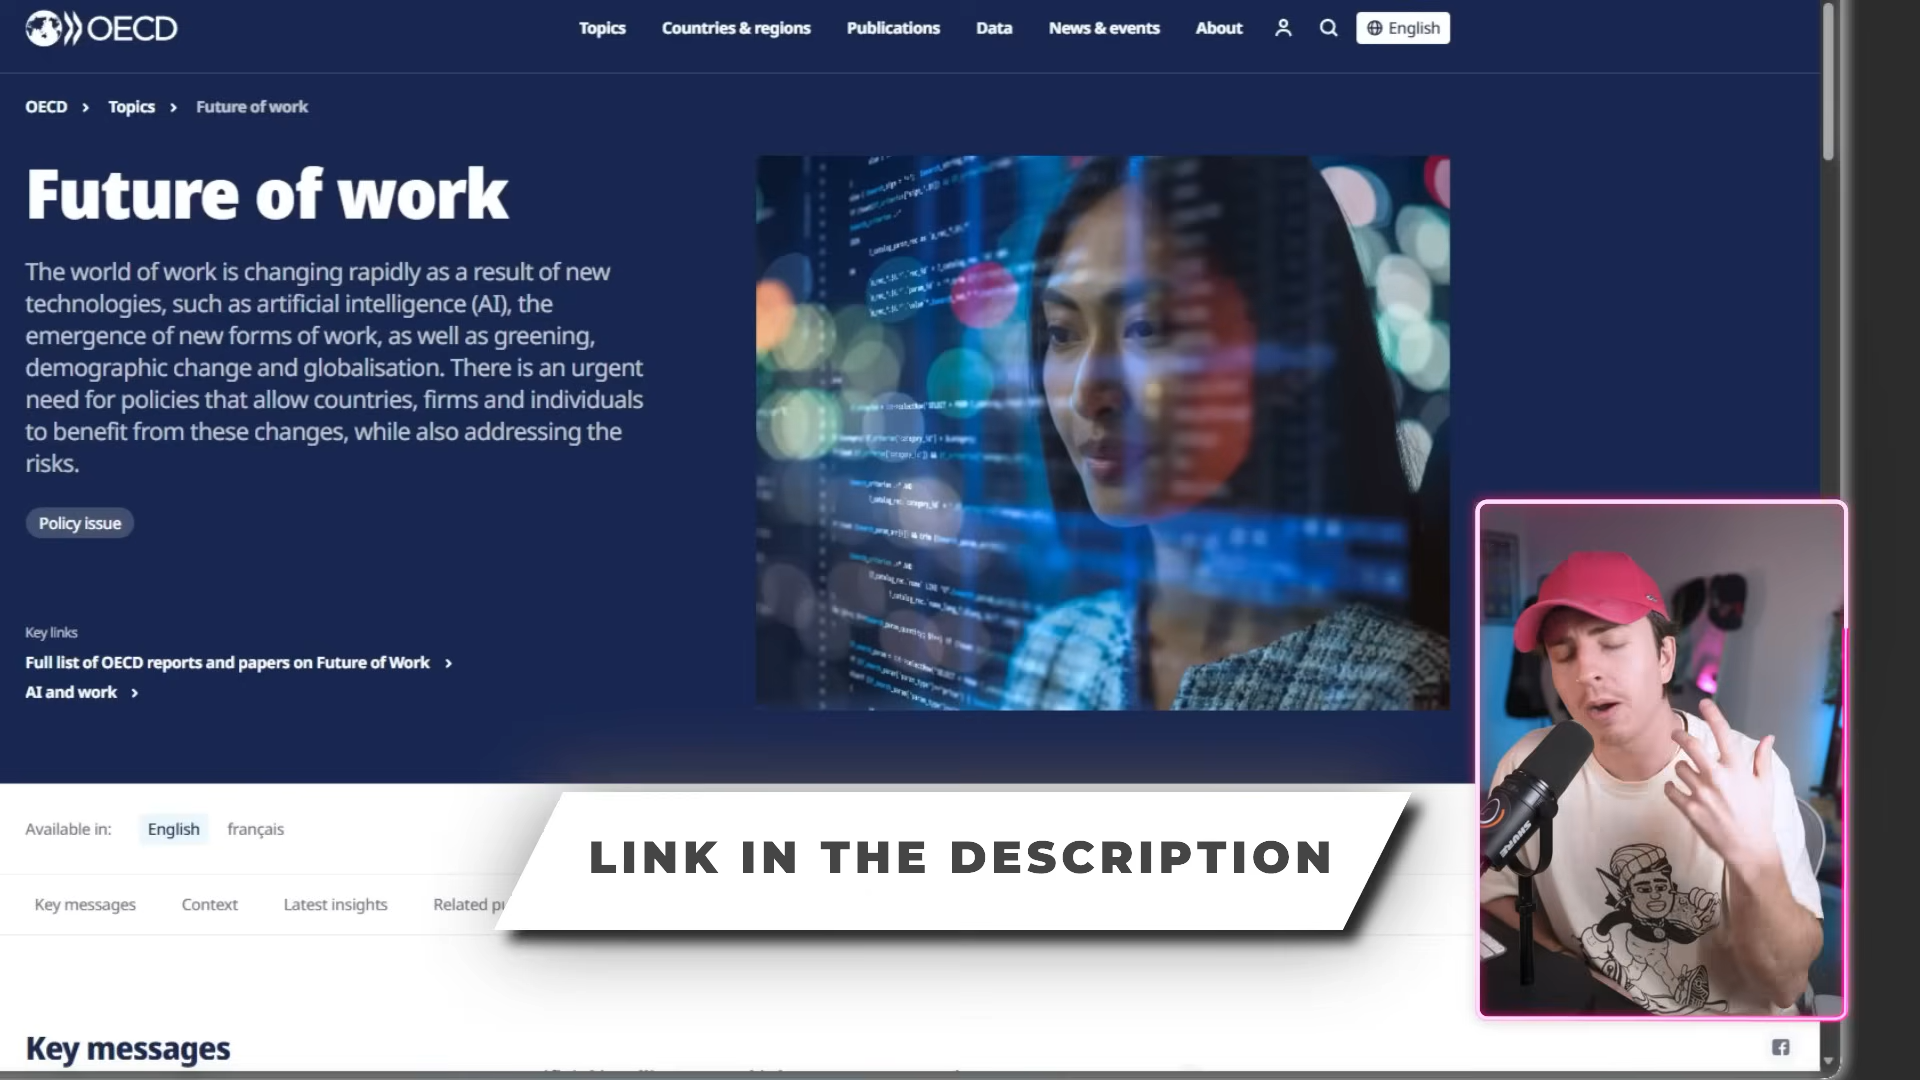 OECD
Topics
Countries & regions
Publications
Data
News & events
About
English
OECD > Topics > Future of work
Future of work
The world of work is changing rapidly as a result of new
technologies, such as artificial intelligence (AI), the
emergence of new forms of work, as well as greening,
demographic change and globalisation. There is an urgent
need for policies that allow countries, firms and individuals
to benefit from these changes, while also addressing the
risks.
Policy issue
Key links
Full list of OECD reports and papers on Future of Work >
AI and work >
Available in:
English
français
LINK IN THE DESCRIPTION
Key messages
Context
Latest insights
Related
Key messages
SHURE